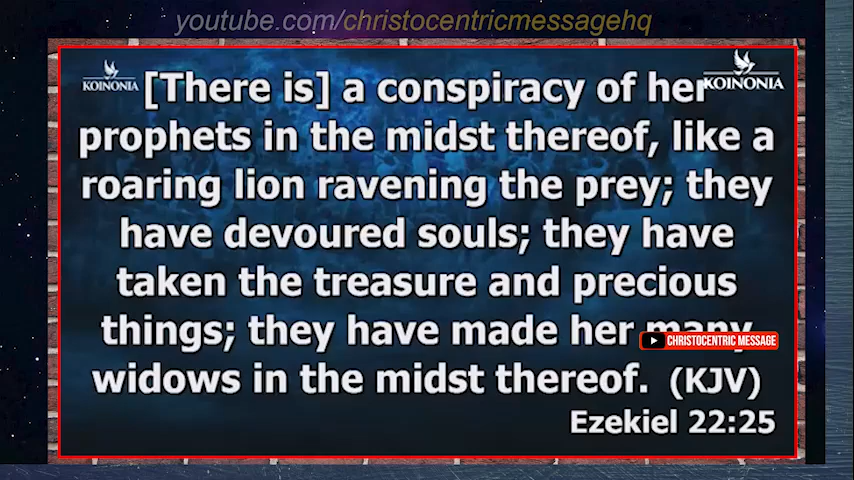 youtube.com/christocentricmessagehq
KOINONIA
KOINONIA
[There is] a conspiracy of her
prophets in the midst thereof, like a
roaring lion ravening the prey; they
have devoured souls; they have
taken the treasure and precious
things; they have made her many
CHRISTOCENTRIC MESSAGE
widows in the midst thereof. (KJV)
Ezekiel 22:25